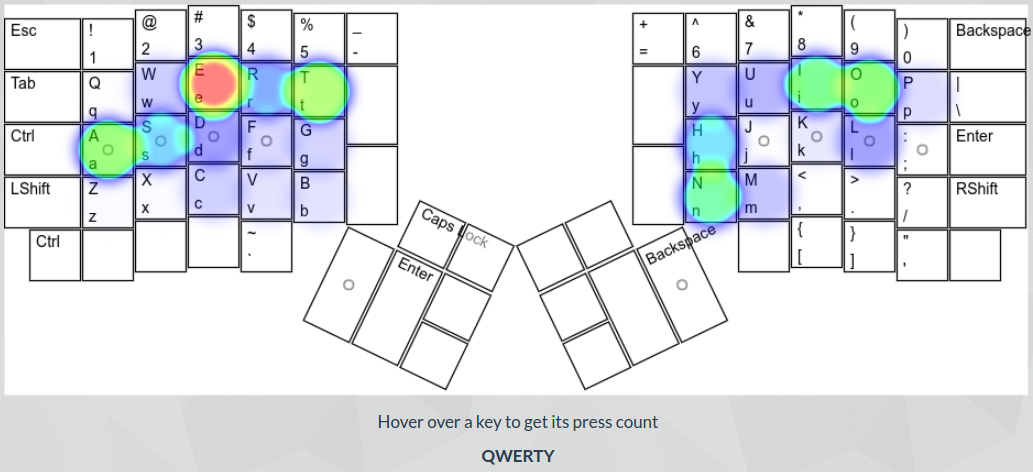 Esc
!
1
@
2
#
3
$
4
%
5
_
-
+
=
^
6
&
7
*
8
(
9
)
0
Backspace
Tab
Q
q
W
w
E
e
R
r
T
t
Y
y
U
u
I
i
O
o
P
p
|
\
Ctrl
A
a
S
s
D
d
F
f
G
g
H
h
J
j
K
k
L
l
:
;
Enter
LShift
Z
z
X
x
C
c
V
v
B
b
N
n
M
m
<
,
>
.
?
/
RShift
Ctrl
~
`
{
[
}
]
"
'
Caps Lock
Enter
Backspace
Hover over a key to get its press count
QWERTY